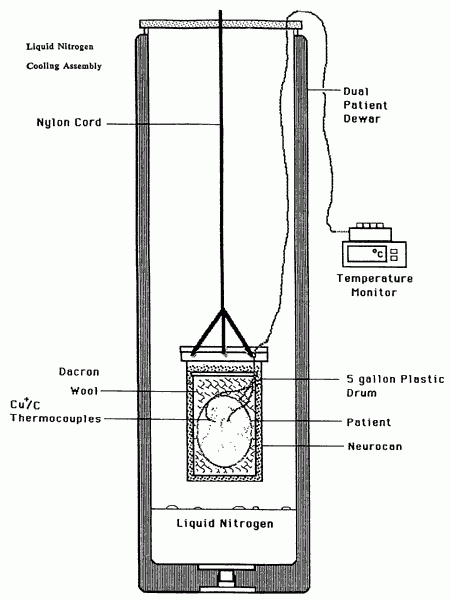 Liquid Nitrogen
Cooling Assembly
Dual
Patient
Dewar
Nylon Cord
°C
Temperature
Monitor
Dacron
Wool
5 gallon Plastic
Drum
Cu+/C
Thermocouples
Patient
Neurocan
Liquid Nitrogen